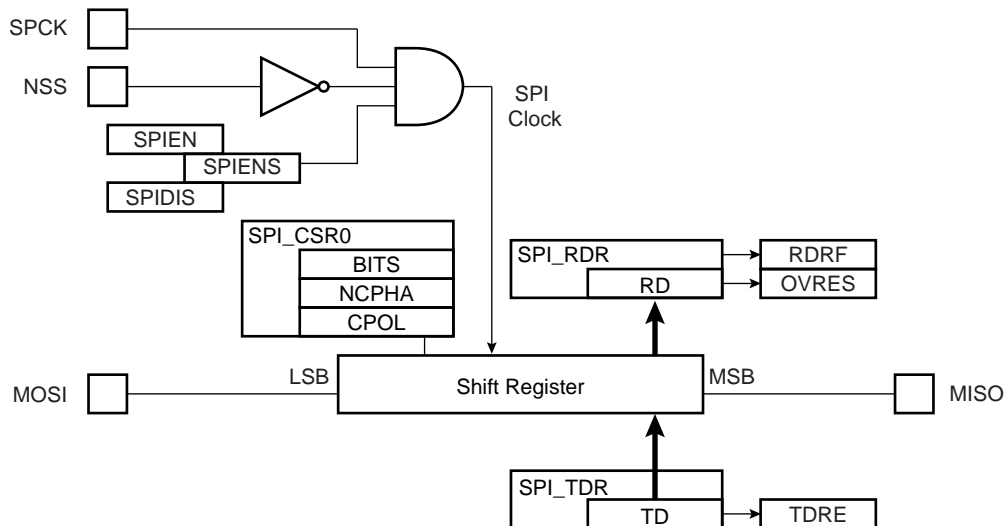 SPCK
NSS
SPI
Clock
SPIEN
SPIENS
SPIDIS
SPI_CSR0
BITS
NCPHA
CPOL
SPI_RDR
RD
RDRF
OVRES
MOSI
LSB
Shift Register
MSB
MISO
SPI_TDR
TD
TDRE